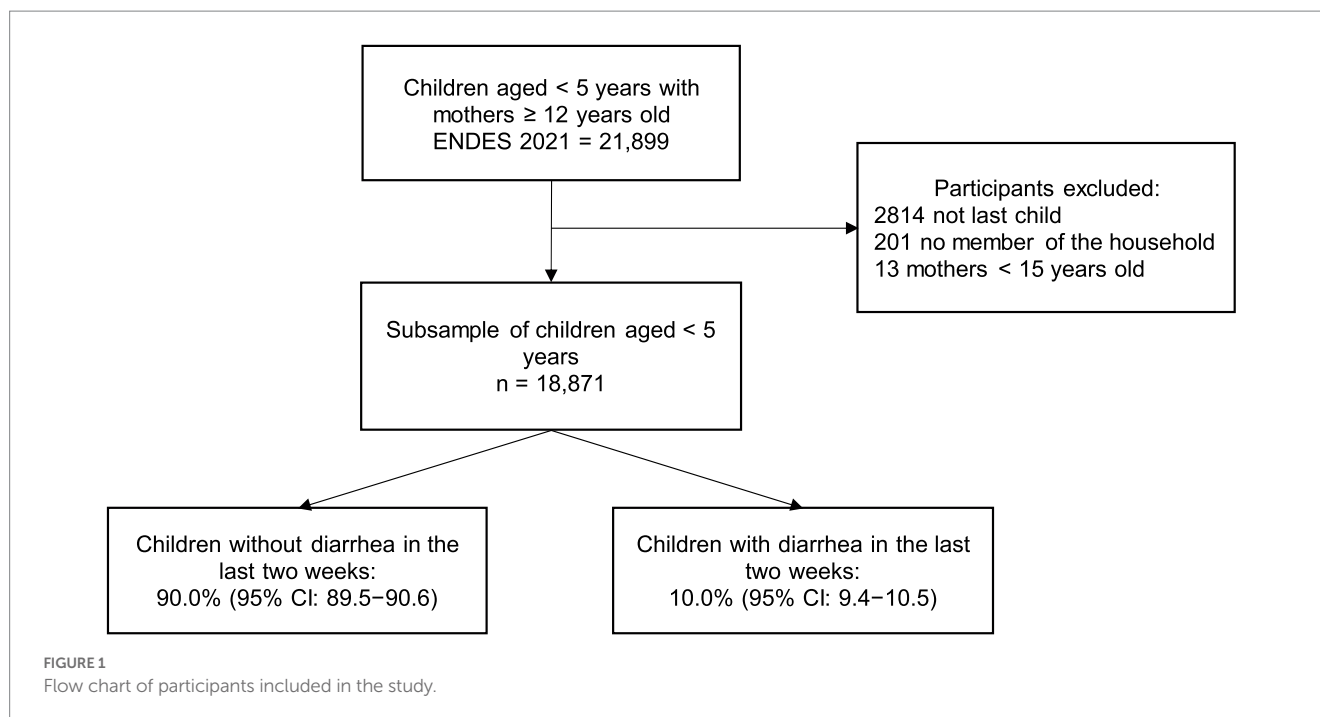 Children aged < 5 years with
mothers ≥ 12 years old
ENDES 2021 = 21,899
Participants excluded:
2814 not last child
201 no member of the household
13 mothers < 15 years old
Subsample of children aged < 5
years
n = 18,871
Children without diarrhea in the
last two weeks:
90.0% (95% CI: 89.5−90.6)
Children with diarrhea in the last
two weeks:
10.0% (95% CI: 9.4−10.5)
FIGURE 1
Flow chart of participants included in the study.